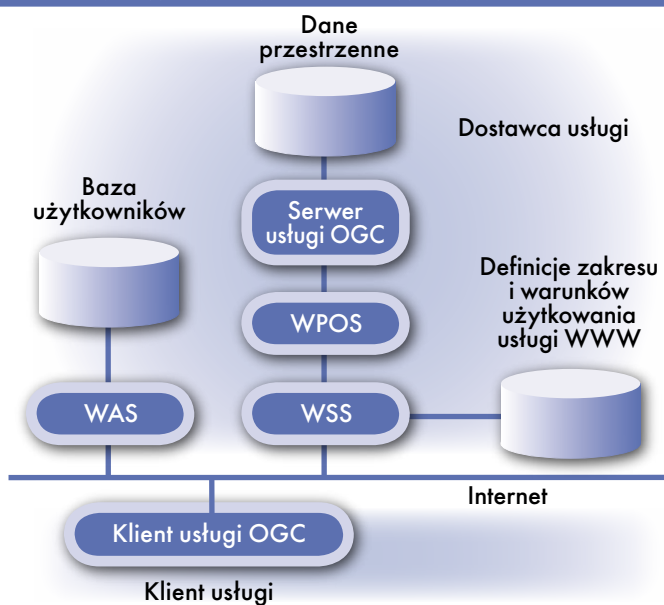 Dane
przestrzenne
Dostawca usługi
Baza
użytkowników
Serwer
usługi OGC
Definicje zakresu
i warunków
użytkowania
usługi WWW
WPOS
WAS
WSS
Internet
Klient usługi OGC
Klient usługi